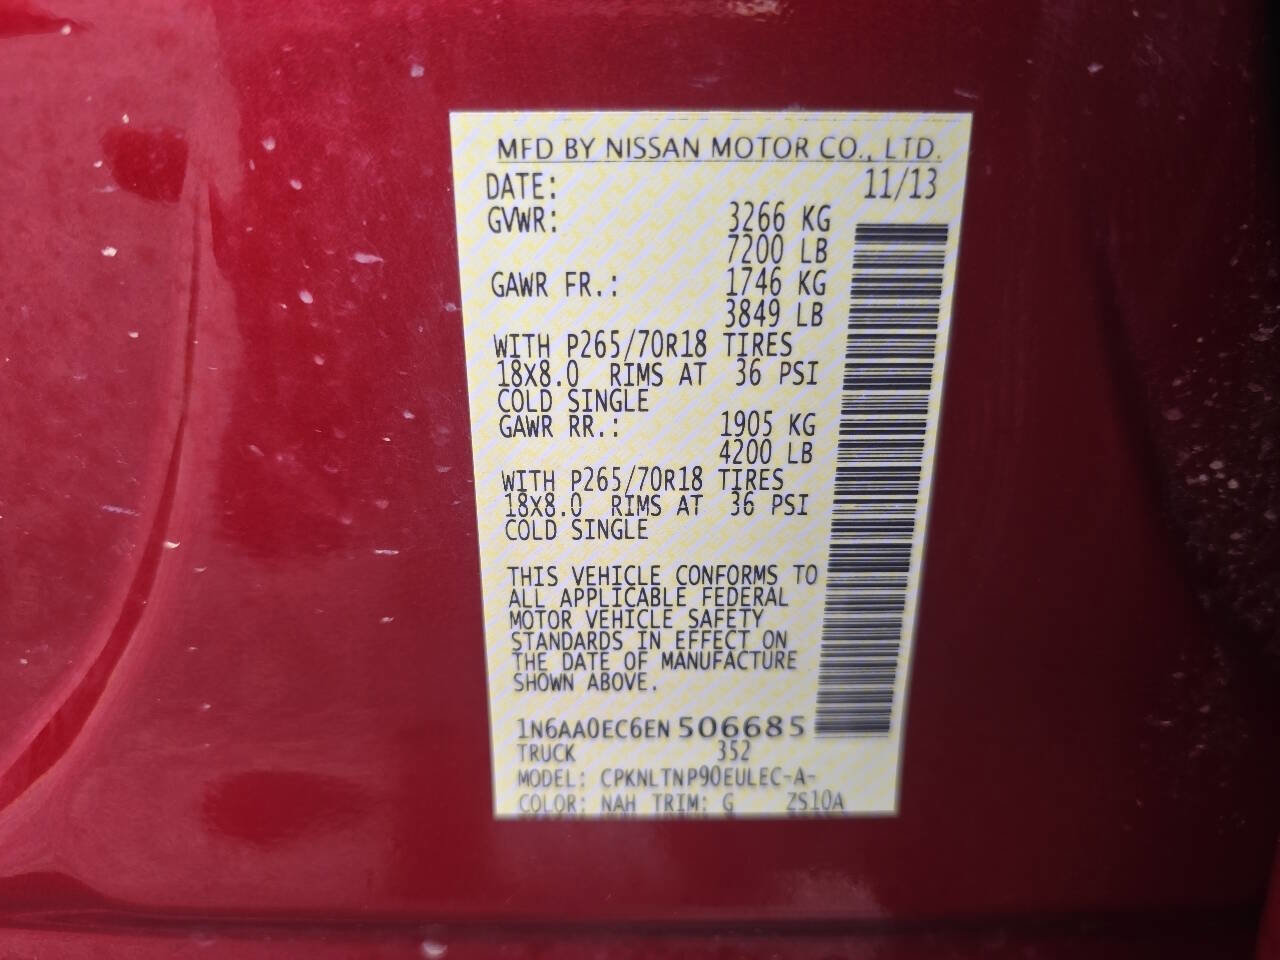 MFD BY NISSAN MOTOR CO., LTD.
DATE: 11/13
GVWR: 3266 KG
7200 LB
GAWR FR.: 1746 KG
3849 LB
WITH P265/70R18 TIRES
18X8.0 RIMS AT 36 PSI
COLD SINGLE
GAWR RR.: 1905 KG
4200 LB
WITH P265/70R18 TIRES
18X8.0 RIMS AT 36 PSI
COLD SINGLE
THIS VEHICLE CONFORMS TO
ALL APPLICABLE FEDERAL
MOTOR VEHICLE SAFETY
STANDARDS IN EFFECT ON
THE DATE OF MANUFACTURE
SHOWN ABOVE.
1N6AA0EC6EN506685
TRUCK 352
MODEL: CPKNLTNP90EULEC-A-
COLOR: NAH TRIM: G ZS10A